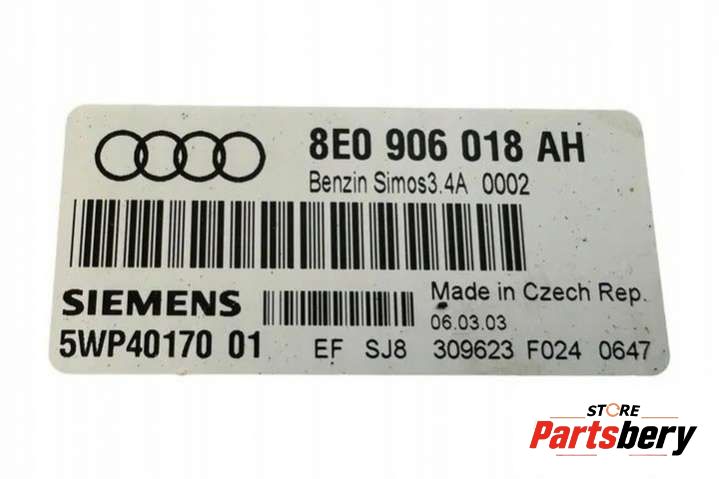 8E0 906 018 AH
Benzin Simos3.4A 0002
SIEMENS
Made in Czech Rep.
06.03.03
5WP40170 01
EF SJ8 309623 F024 0647
STORE
Partsbery